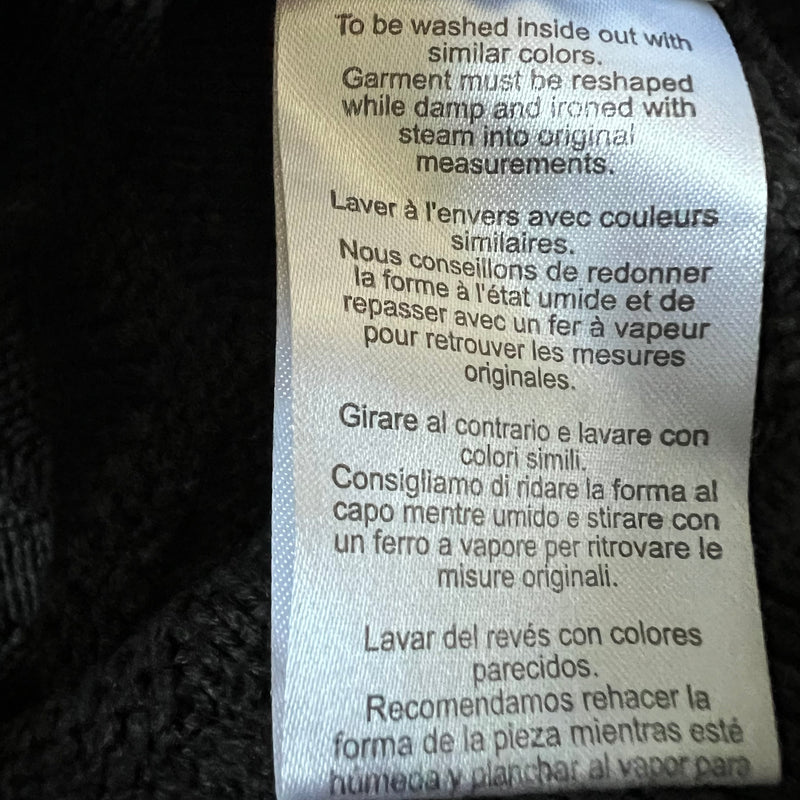 To be washed inside out with
similar colors.
Garment must be reshaped
while damp and ironed with
steam into original
measurements.
Laver à l'envers avec couleurs
similaires.
Nous conseillons de redonner
la forme à l'état umide et de
repasser avec un fer à vapeur
pour retrouver les mesures
originales.
Girare al contrario e lavare con
colori simili.
Consigliamo di ridare la forma al
capo mentre umido e stirare con
un ferro a vapore per ritrovare le
misure originali.
Lavar del revés con colores
parecidos.
Recomendamos rehacer la
forma de la pieza mientras esté
húmeda y planchar al vapor para